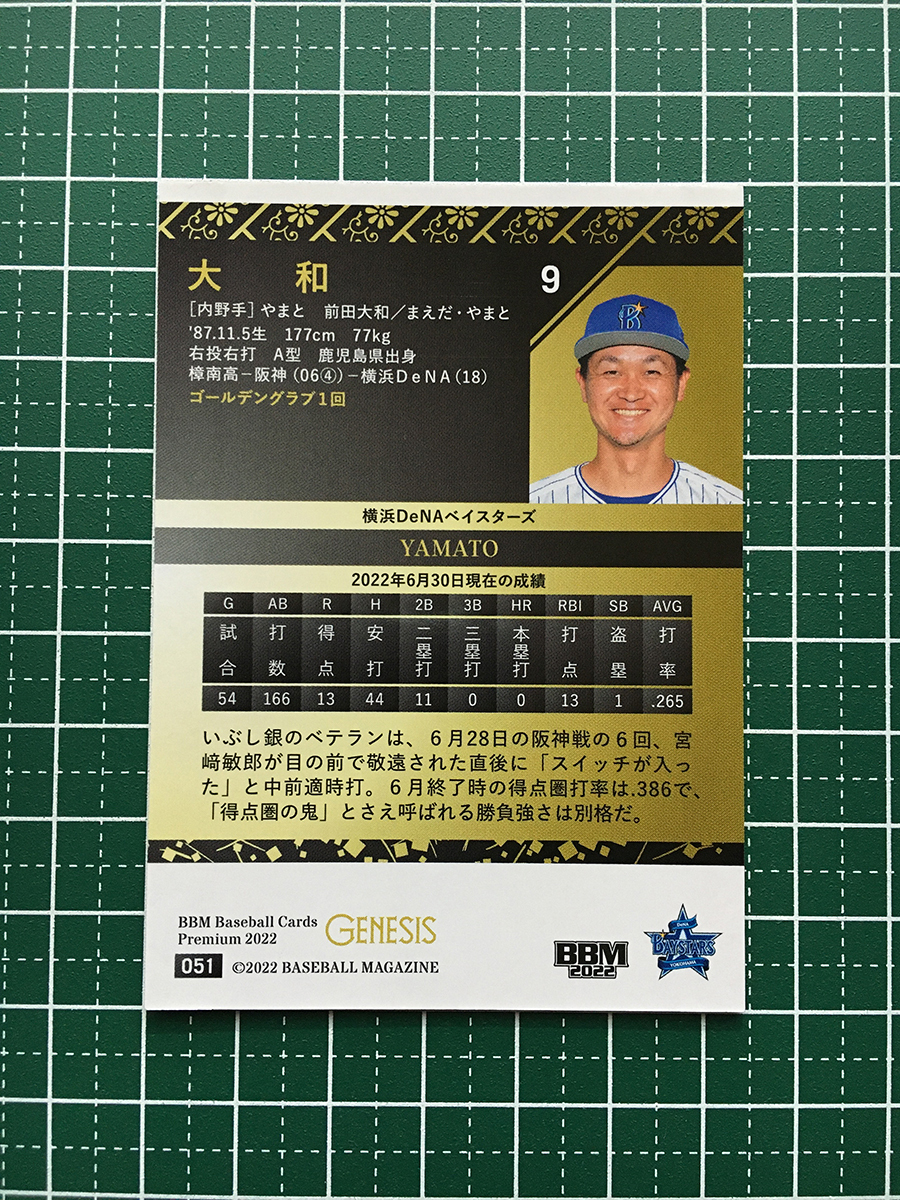 大和
9
［内野手］やまと　前田大和／まえだ・やまと
'87.11.5生　177cm　77kg
右投右打　A型　鹿児島県出身
樟南高－阪神（06④）－横浜DeNA（18）
ゴールデングラブ1回
横浜DeNAベイスターズ
YAMATO
2022年6月30日現在の成績
G AB R H 2B 3B HR RBI SB AVG
試合 打数 得点 安打 二塁打 三塁打 本塁打 打点 盗塁 打率
54 166 13 44 11 0 0 13 1 .265
いぶし銀のベテランは、６月28日の阪神戦の６回、宮
﨑敏郎が目の前で敬遠された直後に「スイッチが入っ
た」と中前適時打。６月終了時の得点圏打率は.386で、
「得点圏の鬼」とさえ呼ばれる勝負強さは別格だ。
BBM Baseball Cards
Premium 2022
GENESIS
051 ©2022 BASEBALL MAGAZINE
BBM
2022
DeNA
BAYSTARS
YOKOHAMA